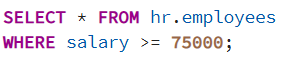 SELECT * FROM hr.employees
WHERE salary >= 75000;